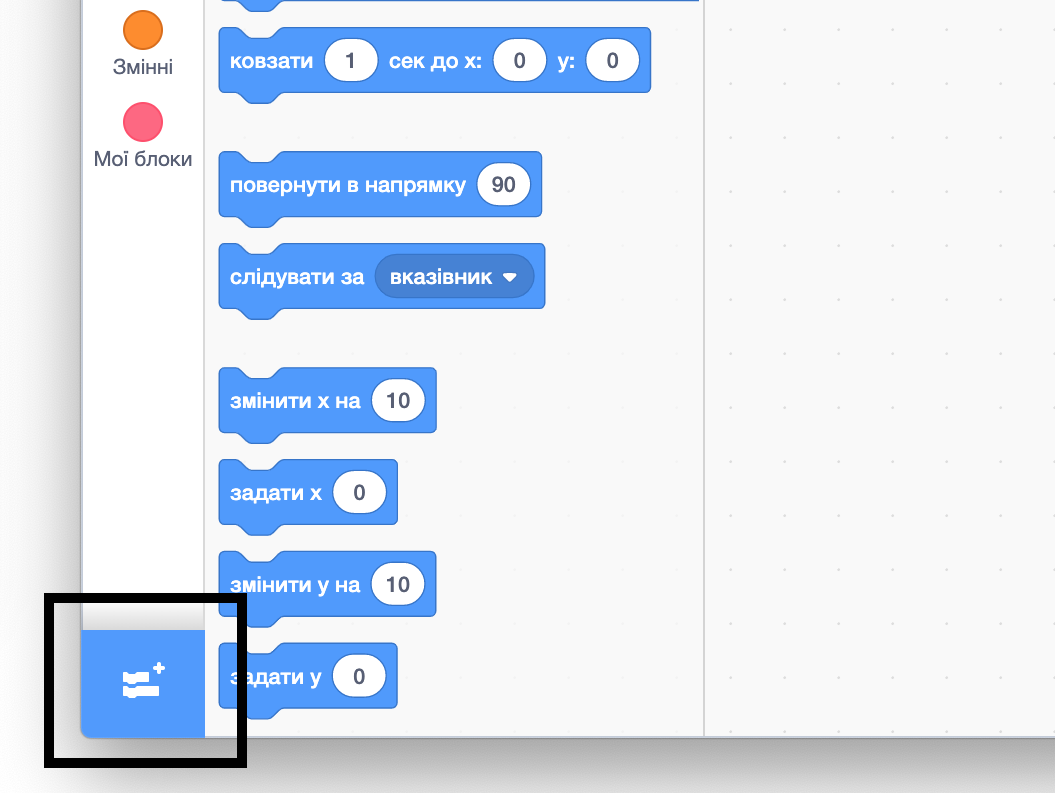 Змінні
Мої блоки
ковзати 1 сек до x: 0 y: 0
повернути в напрямку 90
слідувати за вказівник
змінити x на 10
задати x 0
змінити y на 10
задати y 0